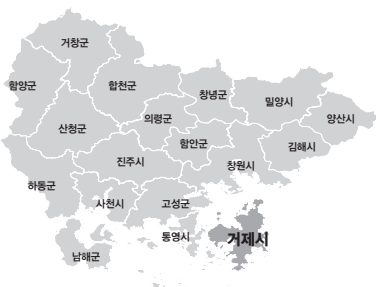 거창군
함양군
합천군
창녕군
밀양시
의령군
양산시
산청군
함안군
김해시
진주시
창원시
하동군
사천시
고성군
통영시
거제시
남해군